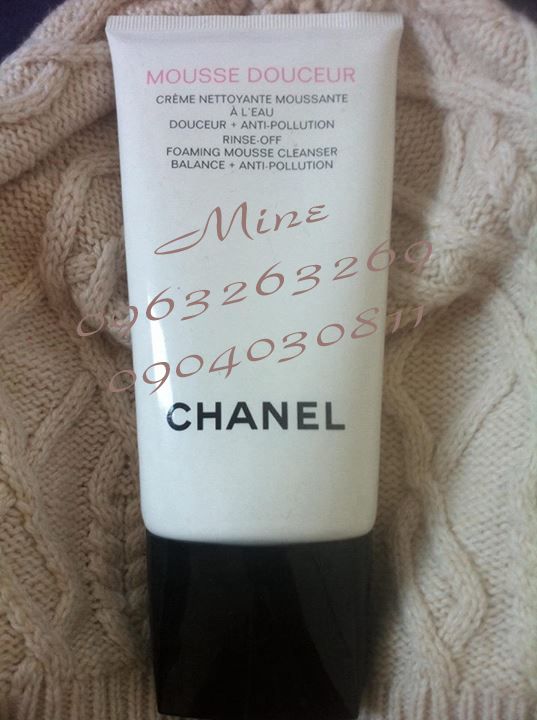 MOUSSE DOUCEUR
CRÈME NETTOYANTE MOUSSANTE
À L'EAU
DOUCEUR + ANTI-POLLUTION
RINSE-OFF
FOAMING MOUSSE CLEANSER
BALANCE + ANTI-POLLUTION
Mine
0963263269
0904030811
CHANEL